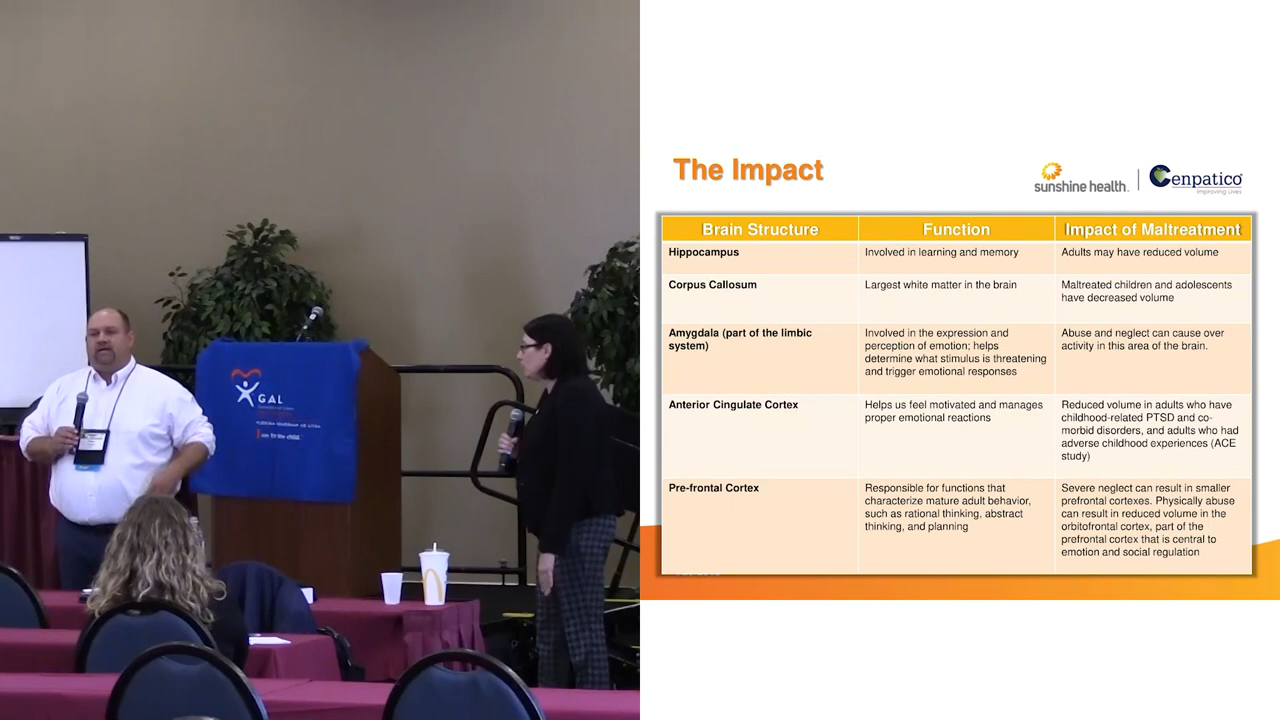 GAL
I am for the child.
The Impact
sunshine health.
Cenpatico
Improving Lives
Brain Structure
Function
Impact of Maltreatment
Hippocampus
Involved in learning and memory
Adults may have reduced volume
Corpus Callosum
Largest white matter in the brain
Maltreated children and adolescents
have decreased volume
Amygdala (part of the limbic
system)
Involved in the expression and
perception of emotion; helps
determine what stimulus is threatening
and trigger emotional responses
Abuse and neglect can cause over
activity in this area of the brain.
Anterior Cingulate Cortex
Helps us feel motivated and manages
proper emotional reactions
Reduced volume in adults who have
childhood-related PTSD and co-
morbid disorders, and adults who had
adverse childhood experiences (ACE
study)
Pre-frontal Cortex
Responsible for functions that
characterize mature adult behavior,
such as rational thinking, abstract
thinking, and planning
Severe neglect can result in smaller
prefrontal cortexes. Physically abuse
can result in reduced volume in the
orbitofrontal cortex, part of the
prefrontal cortex that is central to
emotion and social regulation